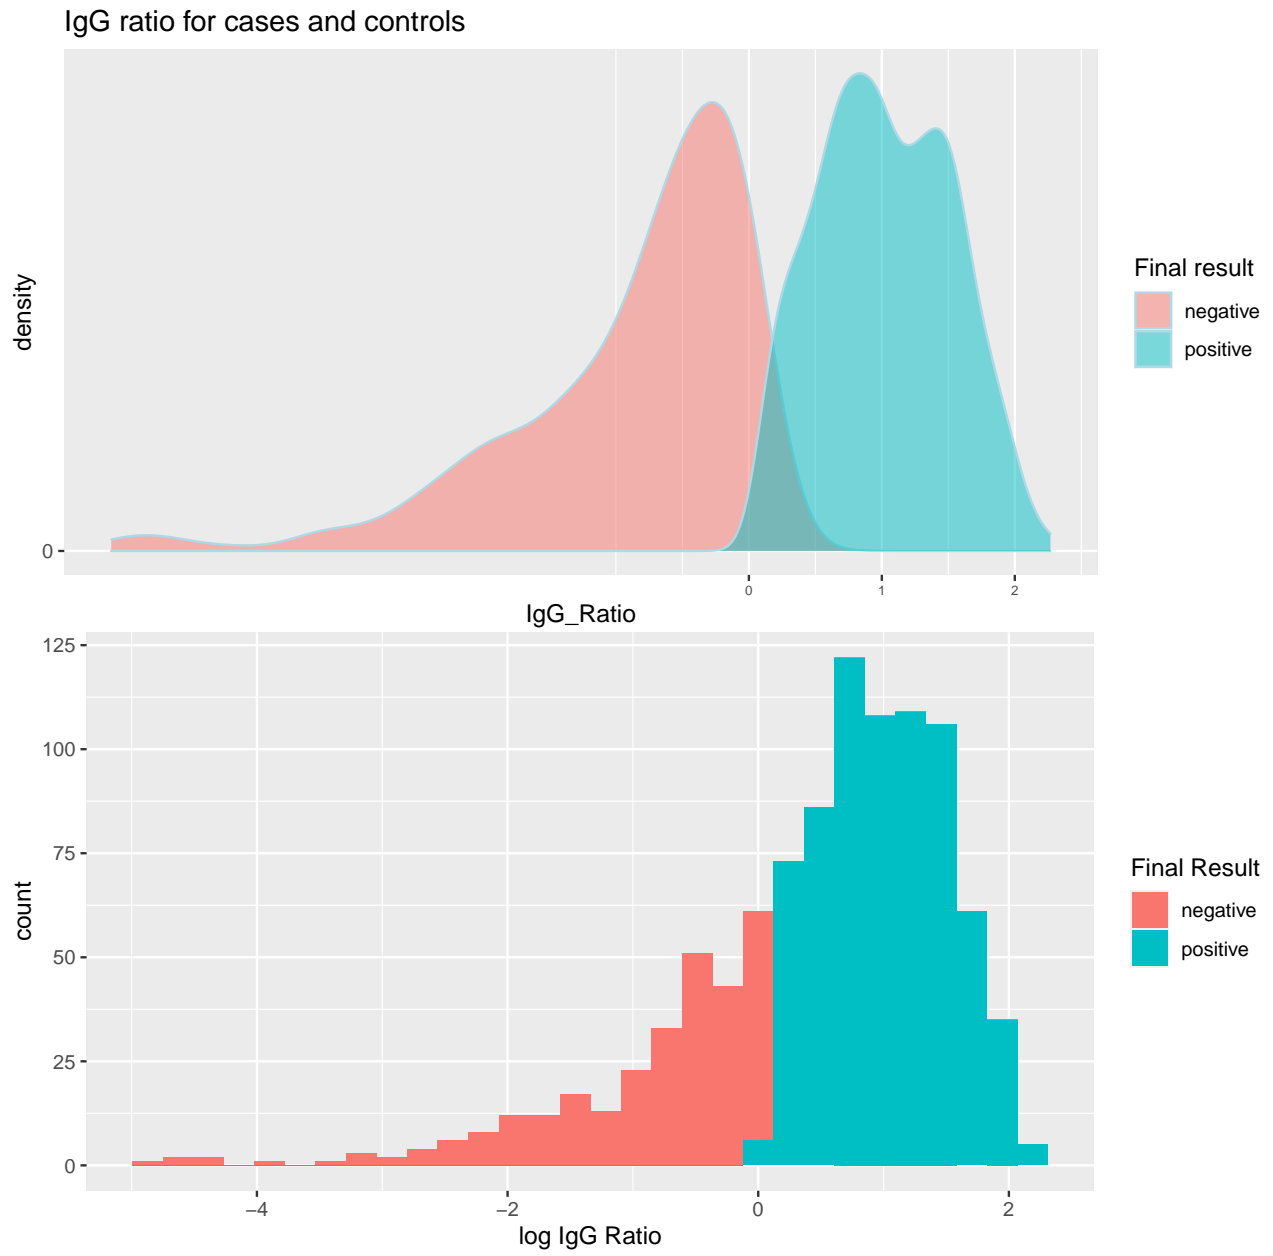 IgG ratio for cases and controls
density
0
0 1 2
IgG_Ratio
Final result
negative
positive
125
100
75
50
25
0
count
−4 −2 0 2
log IgG Ratio
Final Result
negative
positive